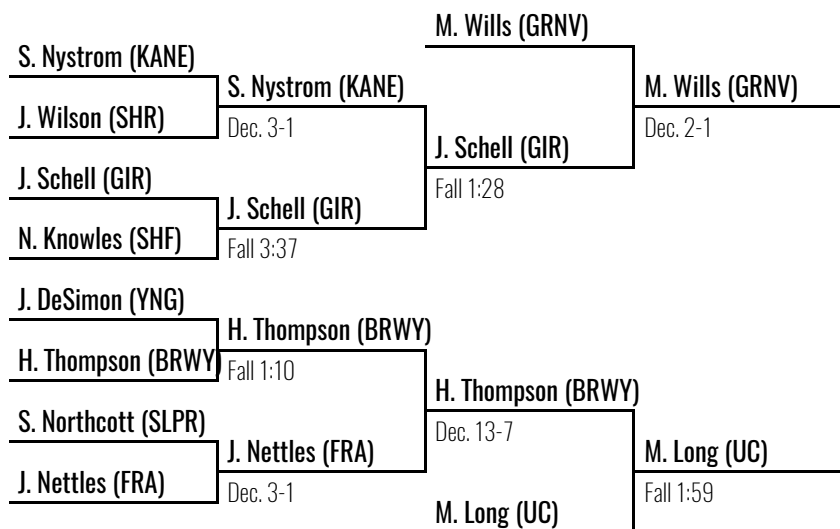 M. Wills (GRNV)
S. Nystrom (KANE)
S. Nystrom (KANE)
M. Wills (GRNV)
J. Wilson (SHR)
Dec. 3-1
Dec. 2-1
J. Schell (GIR)
J. Schell (GIR)
Fall 1:28
J. Schell (GIR)
N. Knowles (SHF)
Fall 3:37
J. DeSimon (YNG)
H. Thompson (BRWY)
H. Thompson (BRWY)
Fall 1:10
H. Thompson (BRWY)
S. Northcott (SLPR)
Dec. 13-7
J. Nettles (FRA)
M. Long (UC)
J. Nettles (FRA)
Dec. 3-1
Fall 1:59
M. Long (UC)